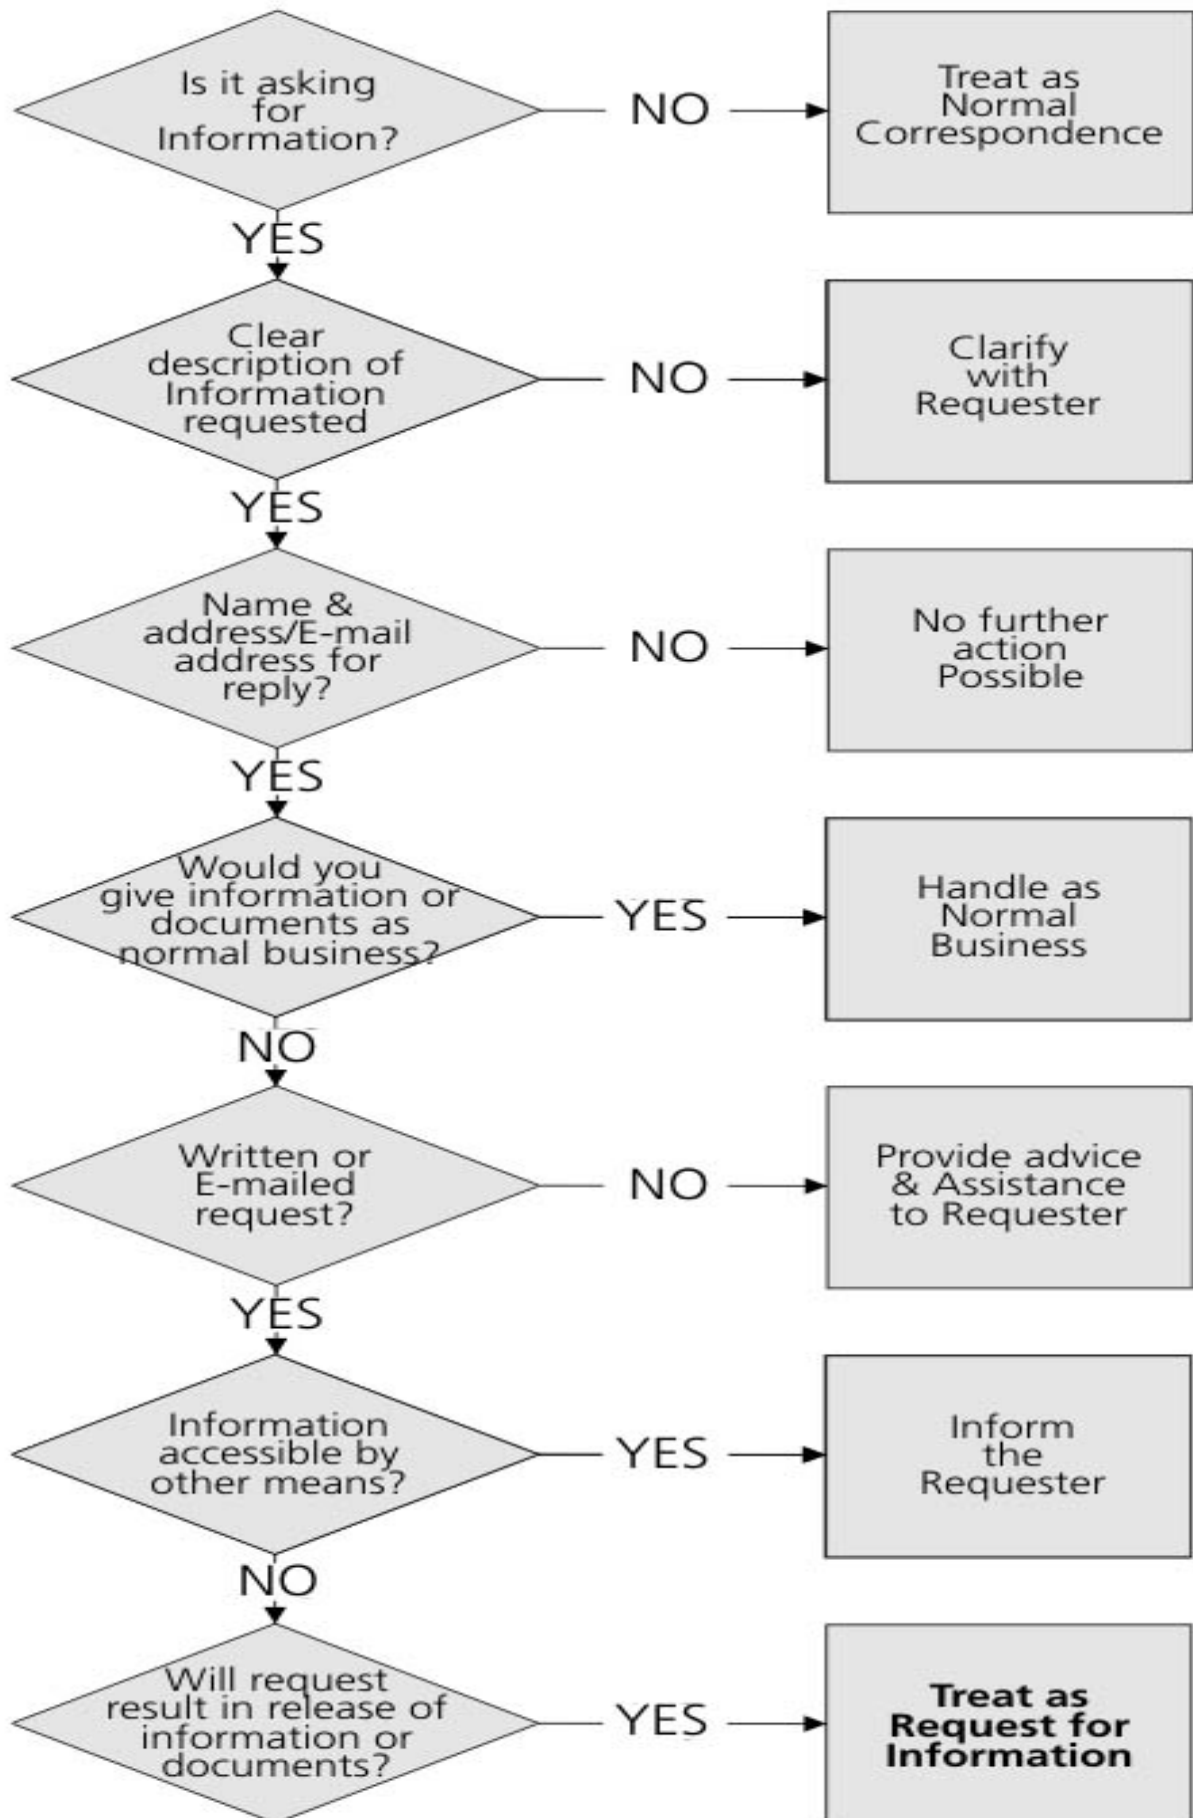 Is it asking
for
Information?
NO
Treat as
Normal
Correspondence
YES
Clear
description of
Information
requested
NO
Clarify
with
Requester
YES
Name &
address/E-mail
address for
reply?
NO
No further
action
Possible
YES
Would you
give information or
documents as
normal business?
YES
Handle as
Normal
Business
NO
Written or
E-mailed
request?
NO
Provide advice
& Assistance
to Requester
YES
Information
accessible by
other means?
YES
Inform
the
Requester
NO
Will request
result in release of
information or
documents?
YES
Treat as
Request for
Information